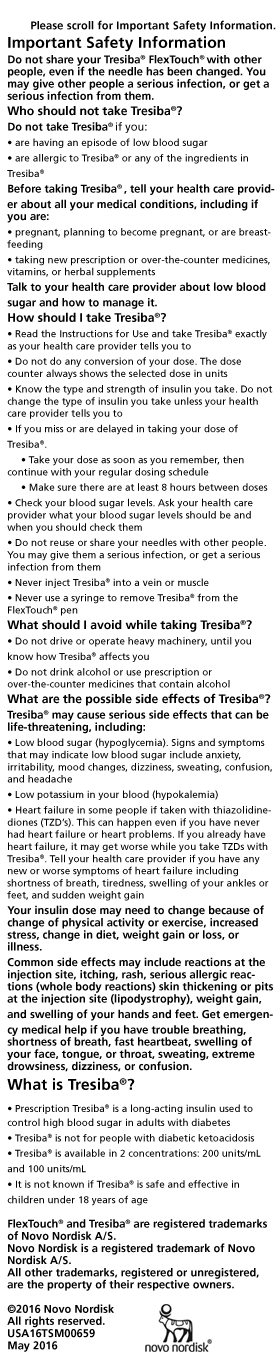 Please scroll for Important Safety Information.
Important Safety Information
Do not share your Tresiba® FlexTouch® with other
people, even if the needle has been changed. You
may give other people a serious infection, or get a
serious infection from them.
Who should not take Tresiba®?
Do not take Tresiba® if you:
• are having an episode of low blood sugar
• are allergic to Tresiba® or any of the ingredients in
Tresiba®
Before taking Tresiba® , tell your health care provid-
er about all your medical conditions, including if
you are:
• pregnant, planning to become pregnant, or are breast-
feeding
• taking new prescription or over-the-counter medicines,
vitamins, or herbal supplements
Talk to your health care provider about low blood
sugar and how to manage it.
How should I take Tresiba®?
• Read the Instructions for Use and take Tresiba® exactly
as your health care provider tells you to
• Do not do any conversion of your dose. The dose
counter always shows the selected dose in units
• Know the type and strength of insulin you take. Do not
change the type of insulin you take unless your health
care provider tells you to
• If you miss or are delayed in taking your dose of
Tresiba®.
• Take your dose as soon as you remember, then
continue with your regular dosing schedule
• Make sure there are at least 8 hours between doses
• Check your blood sugar levels. Ask your health care
provider what your blood sugar levels should be and
when you should check them
• Do not reuse or share your needles with other people.
You may give them a serious infection, or get a serious
infection from them
• Never inject Tresiba® into a vein or muscle
• Never use a syringe to remove Tresiba® from the
FlexTouch® pen
What should I avoid while taking Tresiba®?
• Do not drive or operate heavy machinery, until you
know how Tresiba® affects you
• Do not drink alcohol or use prescription or
over-the-counter medicines that contain alcohol
What are the possible side effects of Tresiba®?
Tresiba® may cause serious side effects that can be
life-threatening, including:
• Low blood sugar (hypoglycemia). Signs and symptoms
that may indicate low blood sugar include anxiety,
irritability, mood changes, dizziness, sweating, confusion,
and headache
• Low potassium in your blood (hypokalemia)
• Heart failure in some people if taken with thiazolidine-
diones (TZD's). This can happen even if you have never
had heart failure or heart problems. If you already have
heart failure, it may get worse while you take TZDs with
Tresiba®. Tell your health care provider if you have any
new or worse symptoms of heart failure including
shortness of breath, tiredness, swelling of your ankles or
feet, and sudden weight gain
Your insulin dose may need to change because of
change of physical activity or exercise, increased
stress, change in diet, weight gain or loss, or
illness.
Common side effects may include reactions at the
injection site, itching, rash, serious allergic reac-
tions (whole body reactions) skin thickening or pits
at the injection site (lipodystrophy), weight gain,
and swelling of your hands and feet. Get emergen-
cy medical help if you have trouble breathing,
shortness of breath, fast heartbeat, swelling of
your face, tongue, or throat, sweating, extreme
drowsiness, dizziness, or confusion.
What is Tresiba®?
• Prescription Tresiba® is a long-acting insulin used to
control high blood sugar in adults with diabetes
• Tresiba® is not for people with diabetic ketoacidosis
• Tresiba® is available in 2 concentrations: 200 units/mL
and 100 units/mL
• It is not known if Tresiba® is safe and effective in
children under 18 years of age
FlexTouch® and Tresiba® are registered trademarks
of Novo Nordisk A/S.
Novo Nordisk is a registered trademark of Novo
Nordisk A/S.
All other trademarks, registered or unregistered,
are the property of their respective owners.
©2016 Novo Nordisk
All rights reserved.
USA16TSM00659
May 2016
novo nordisk®